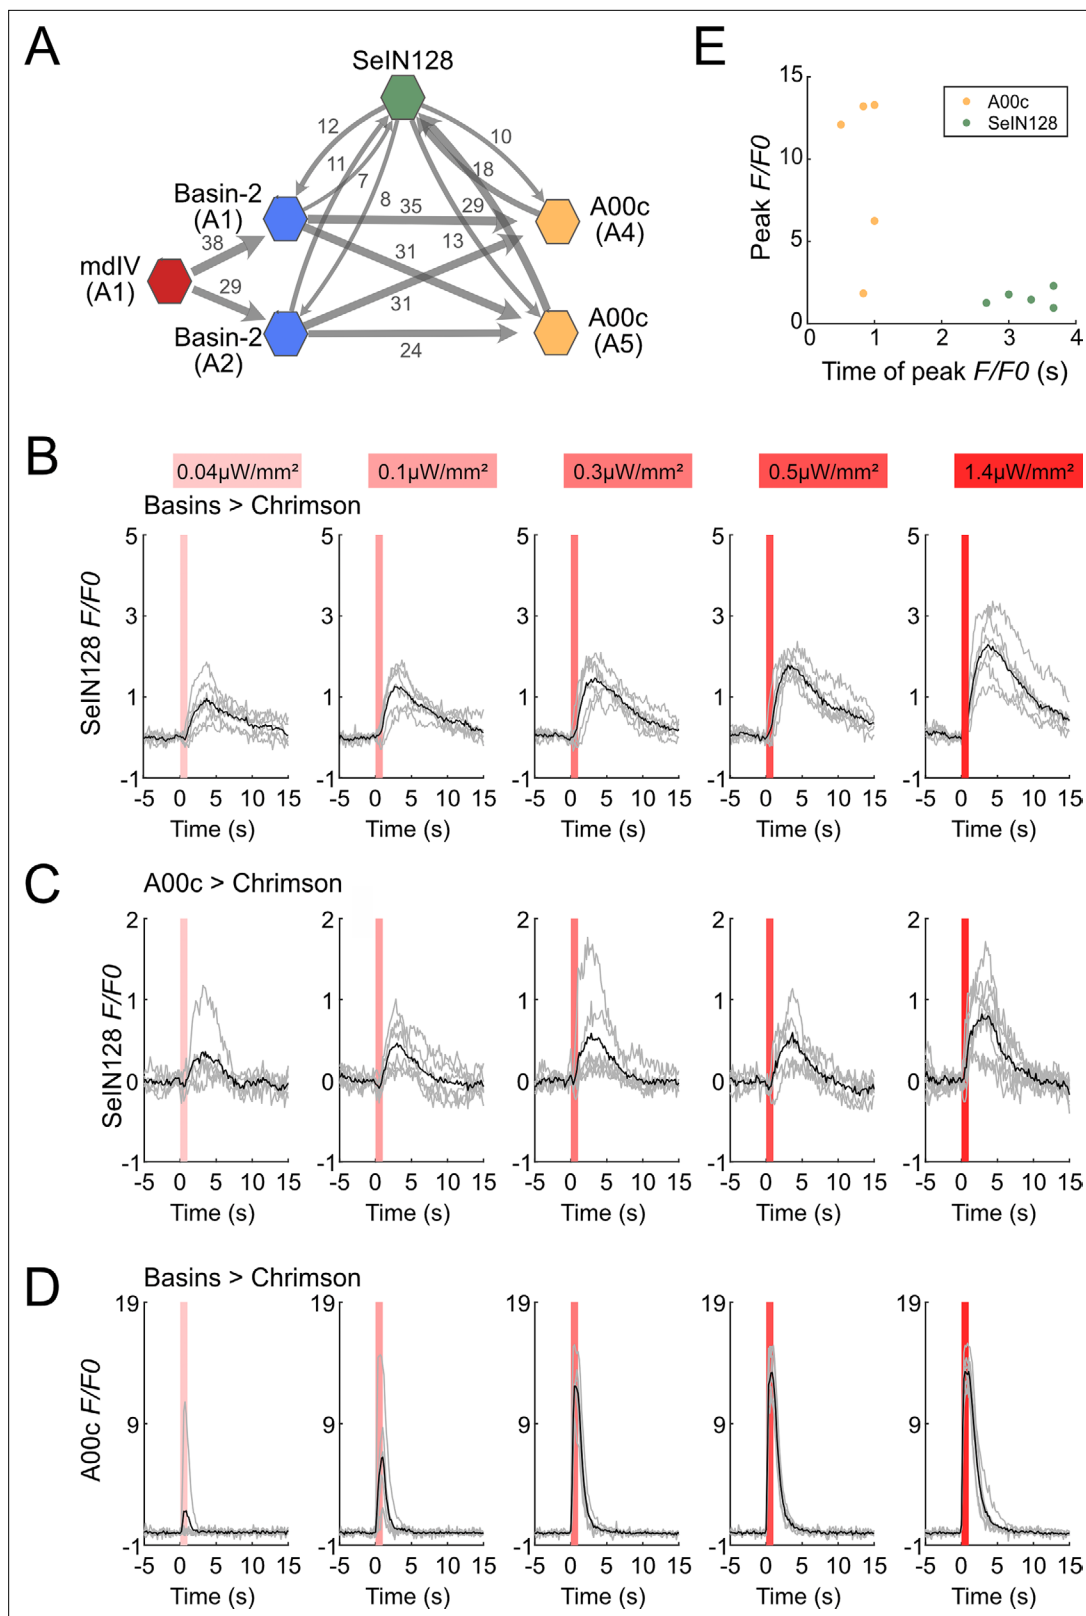 A
SeIN128
12
10
11
18
7
Basin-2
(A1)
8
35
29
A00c
(A4)
38
13
mdIV
(A1)
31
29
31
Basin-2
(A2)
24
A00c
(A5)
E
15
10
5
0
Peak F/F0
A00c
SeIN128
0
1
2
3
4
Time of peak F/F0 (s)
B
0.04µW/mm²
0.1µW/mm²
0.3µW/mm²
0.5µW/mm²
1.4µW/mm²
Basins > Chrimson
SeIN128 F/F0
5 5 5 5 5
3 3 3 3 3
1 1 1 1 1
-1 -1 -1 -1 -1
-5 0 5 10 15 -5 0 5 10 15 -5 0 5 10 15 -5 0 5 10 15 -5 0 5 10 15
Time (s) Time (s) Time (s) Time (s) Time (s)
C
A00c > Chrimson
SeIN128 F/F0
2 2 2 2 2
1 1 1 1 1
0 0 0 0 0
-1 -1 -1 -1 -1
-5 0 5 10 15 -5 0 5 10 15 -5 0 5 10 15 -5 0 5 10 15 -5 0 5 10 15
Time (s) Time (s) Time (s) Time (s) Time (s)
D
Basins > Chrimson
A00c F/F0
19 19 19 19 19
9 9 9 9 9
-1 -1 -1 -1 -1
-5 0 5 10 15 -5 0 5 10 15 -5 0 5 10 15 -5 0 5 10 15 -5 0 5 10 15
Time (s) Time (s) Time (s) Time (s) Time (s)